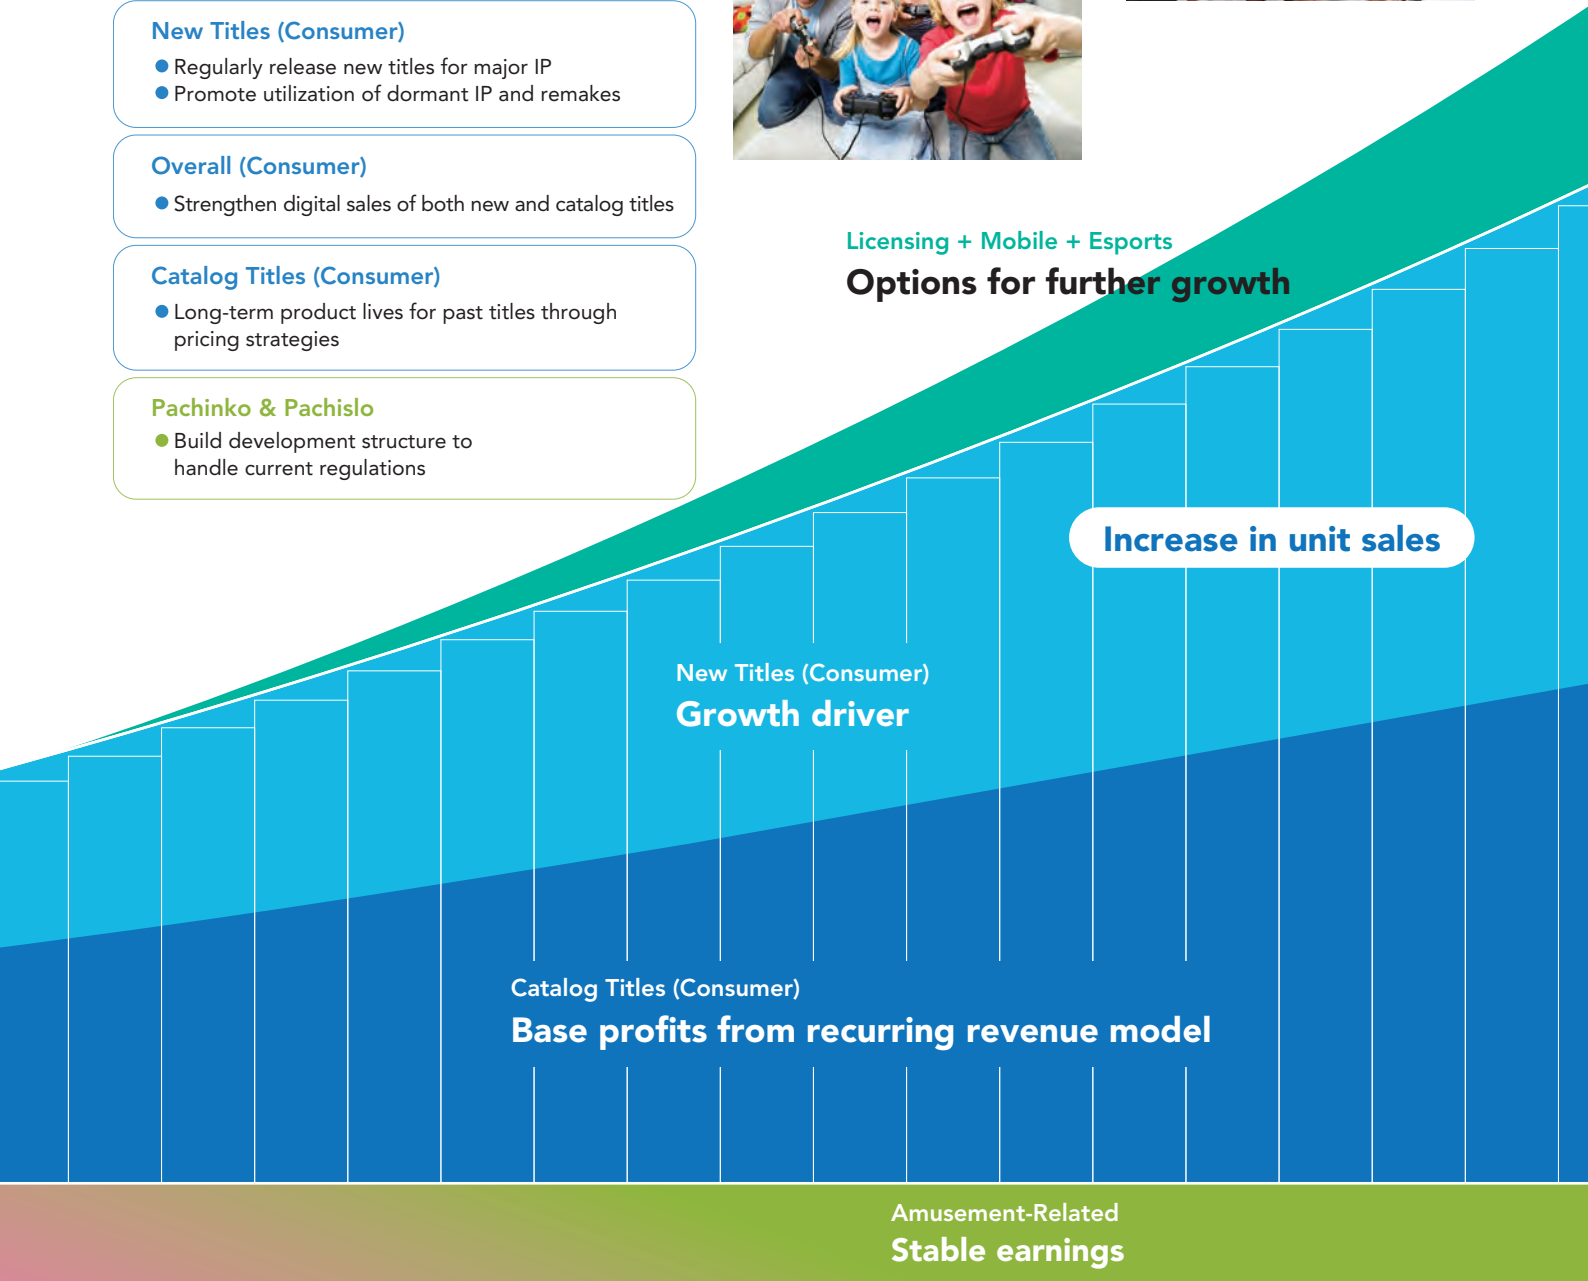 New Titles (Consumer)
● Regularly release new titles for major IP
● Promote utilization of dormant IP and remakes
Overall (Consumer)
● Strengthen digital sales of both new and catalog titles
Catalog Titles (Consumer)
● Long-term product lives for past titles through
pricing strategies
Pachinko & Pachislo
● Build development structure to
handle current regulations
Licensing + Mobile + Esports
Options for further growth
Increase in unit sales
New Titles (Consumer)
Growth driver
Catalog Titles (Consumer)
Base profits from recurring revenue model
Amusement-Related
Stable earnings